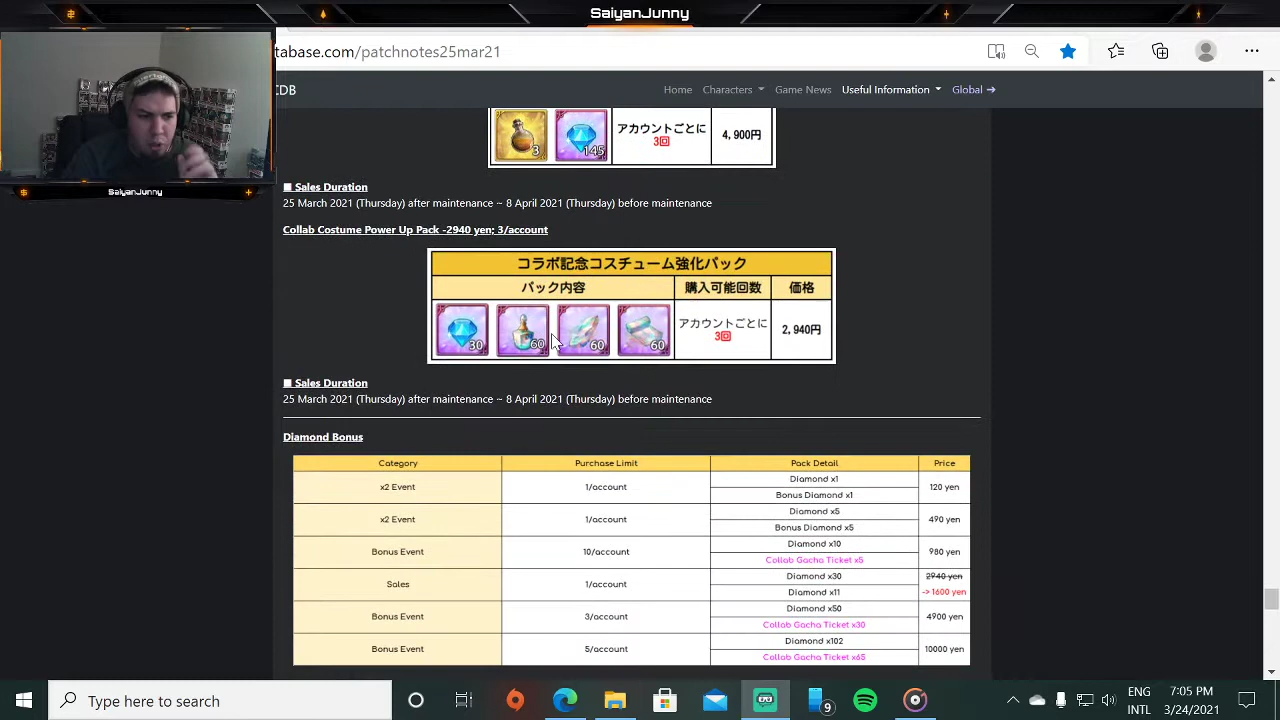 SaiyanJunny
tabase.com/patchnotes25mar21
CDB
Home
Characters
Game News
Useful Information
Global
3
145
アカウントごとに
3回
4,900円
SaiyanJunny
■ Sales Duration
25 March 2021 (Thursday) after maintenance ~ 8 April 2021 (Thursday) before maintenance
Collab Costume Power Up Pack -2940 yen; 3/account
コラボ記念コスチューム強化パック
パック内容
購入可能回数
価格
30
60
60
60
アカウントごとに
3回
2,940円
■ Sales Duration
25 March 2021 (Thursday) after maintenance ~ 8 April 2021 (Thursday) before maintenance
Diamond Bonus
Category
Purchase Limit
Pack Detail
Price
x2 Event
1/account
Diamond x1
Bonus Diamond x1
120 yen
x2 Event
1/account
Diamond x5
Bonus Diamond x5
490 yen
Bonus Event
10/account
Diamond x10
Collab Gacha Ticket x5
980 yen
Sales
1/account
Diamond x30
Diamond x11
2940 yen
-> 1600 yen
Bonus Event
3/account
Diamond x50
Collab Gacha Ticket x30
4900 yen
Bonus Event
5/account
Diamond x102
Collab Gacha Ticket x65
10000 yen
Type here to search
9
ENG
INTL
7:05 PM
3/24/2021